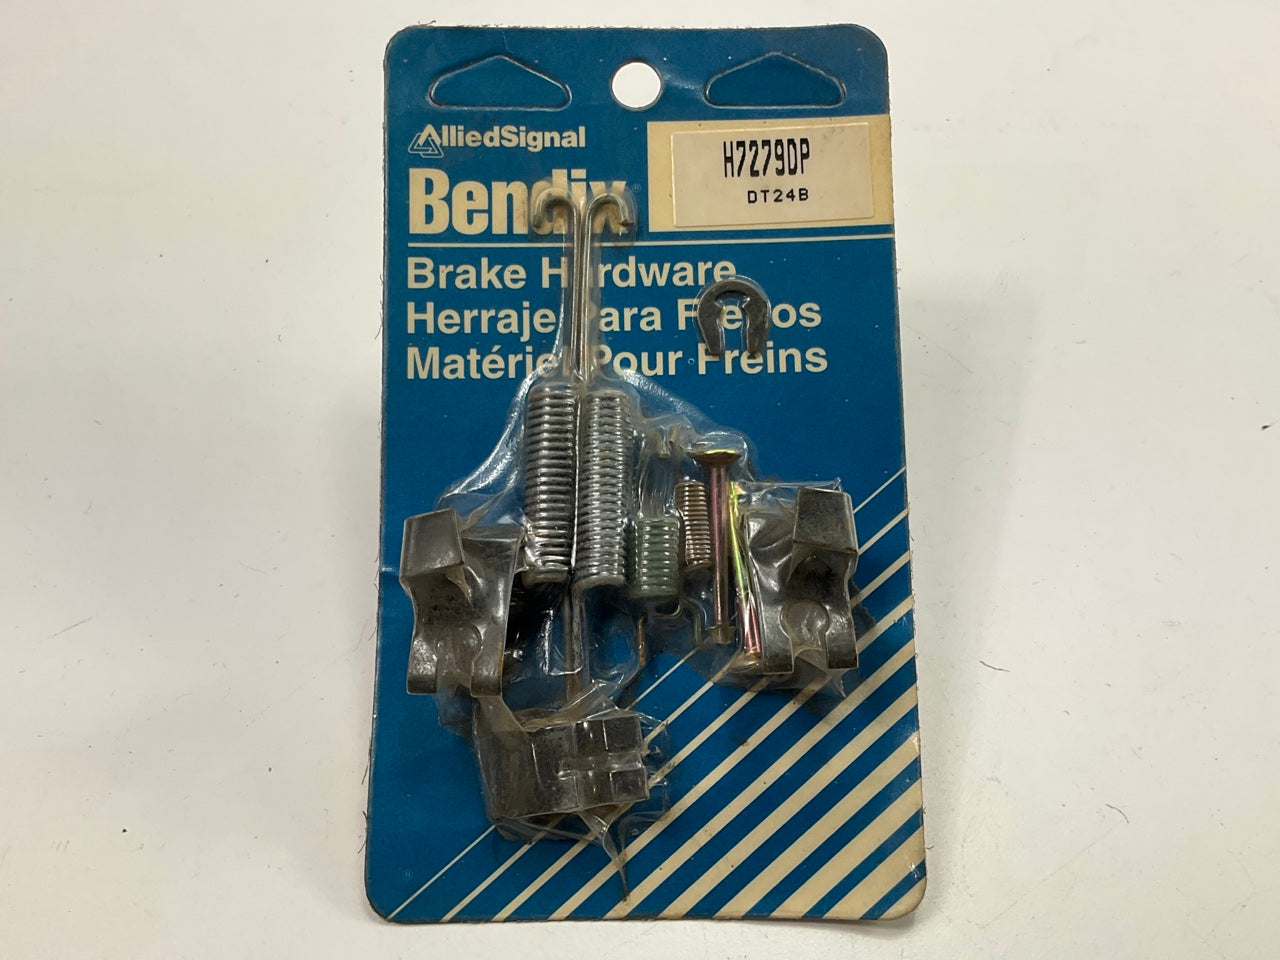 AlliedSignal
Bendix®
H7279DP
DT24B
Brake Hardware
Herraje Para Frenos
Matériel Pour Freins